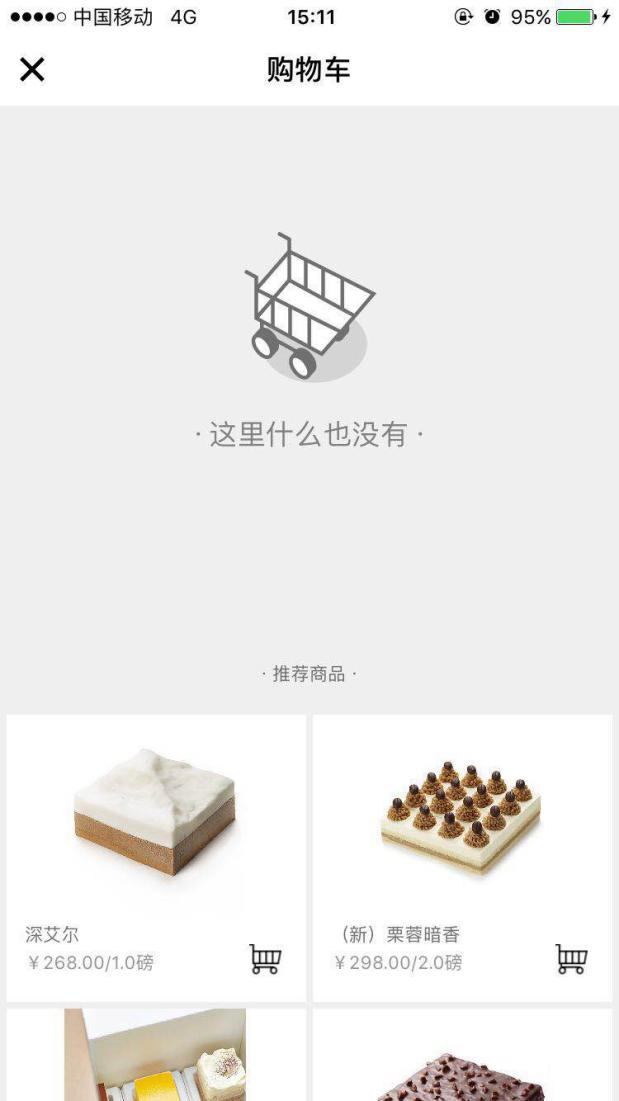 中国移动 4G 15:11 95%
购物车
· 这里什么也没有 ·
· 推荐商品 ·
深艾尔
￥268.00/1.0磅
（新）栗蓉暗香
￥298.00/2.0磅